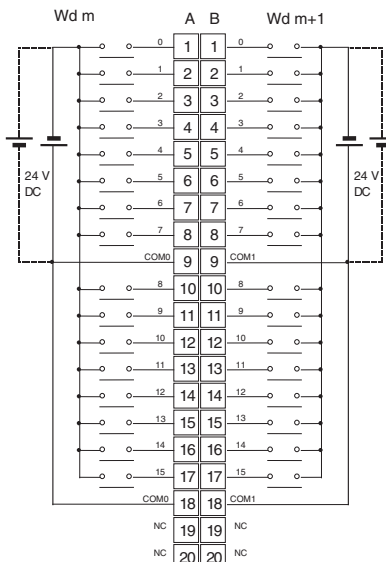 Wd m A B Wd m+1
0 1 1 0
1 2 2 1
2 3 3 2
3 4 4 3
4 5 5 4
24 V DC 5 6 6 5 24 V DC
6 7 7 6
7 8 8 7
COM0 9 9 COM1
8 10 10 8
9 11 11 9
10 12 12 10
11 13 13 11
12 14 14 12
13 15 15 13
14 16 16 14
15 17 17 15
COM0 18 18 COM1
NC 19 19 NC
NC 20 20 NC